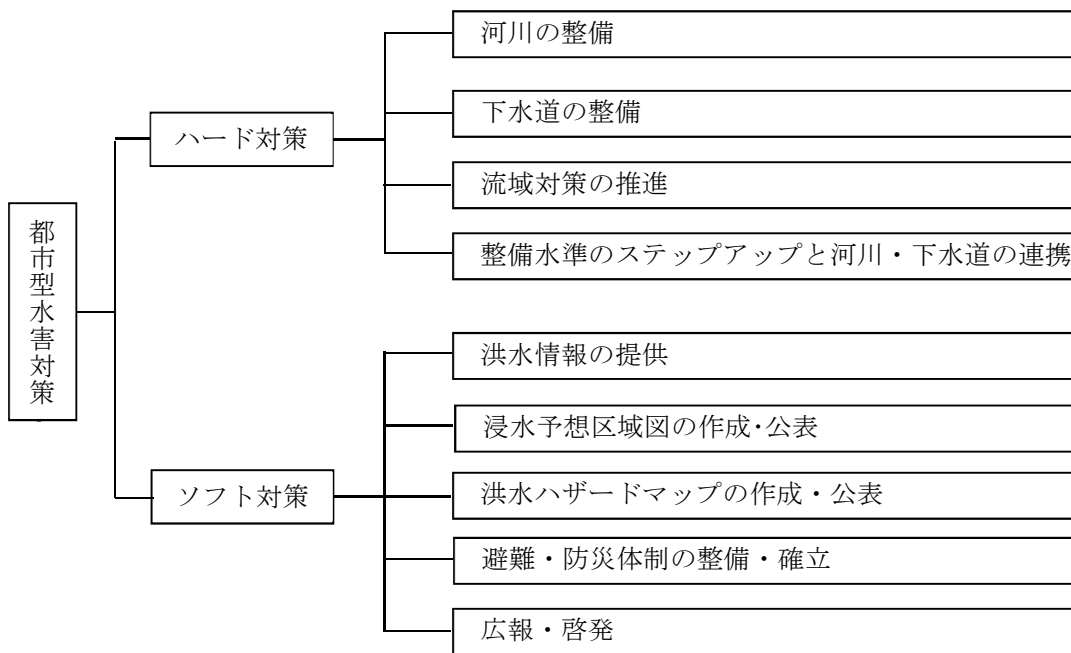 都市型水害対策
ハード対策
河川の整備
下水道の整備
流域対策の推進
整備水準のステップアップと河川・下水道の連携
ソフト対策
洪水情報の提供
浸水予想区域図の作成･公表
洪水ハザードマップの作成・公表
避難・防災体制の整備・確立
広報・啓発